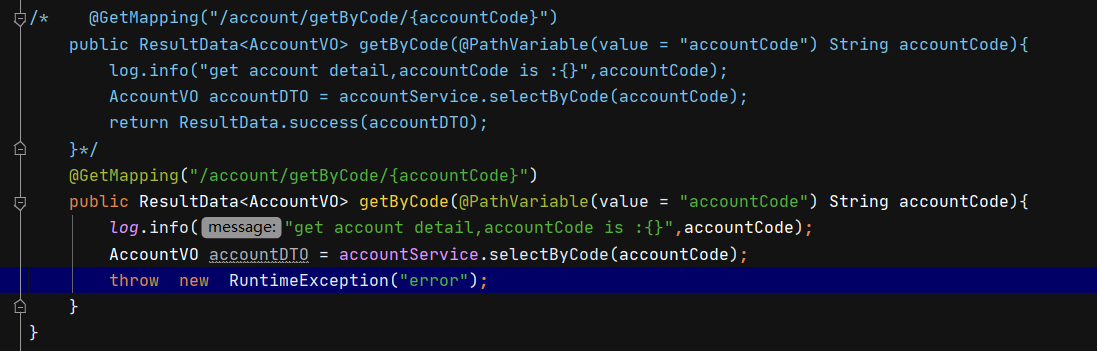 /*    @GetMapping("/account/getByCode/{accountCode}")
    public ResultData<AccountVO> getByCode(@PathVariable(value = "accountCode") String accountCode){
        log.info("get account detail,accountCode is :{}",accountCode);
        AccountVO accountDTO = accountService.selectByCode(accountCode);
        return ResultData.success(accountDTO);
    }*/
    @GetMapping("/account/getByCode/{accountCode}")
    public ResultData<AccountVO> getByCode(@PathVariable(value = "accountCode") String accountCode){
        log.info( message: "get account detail,accountCode is :{}",accountCode);
        AccountVO accountDTO = accountService.selectByCode(accountCode);
        throw  new  RuntimeException("error");
    }
}